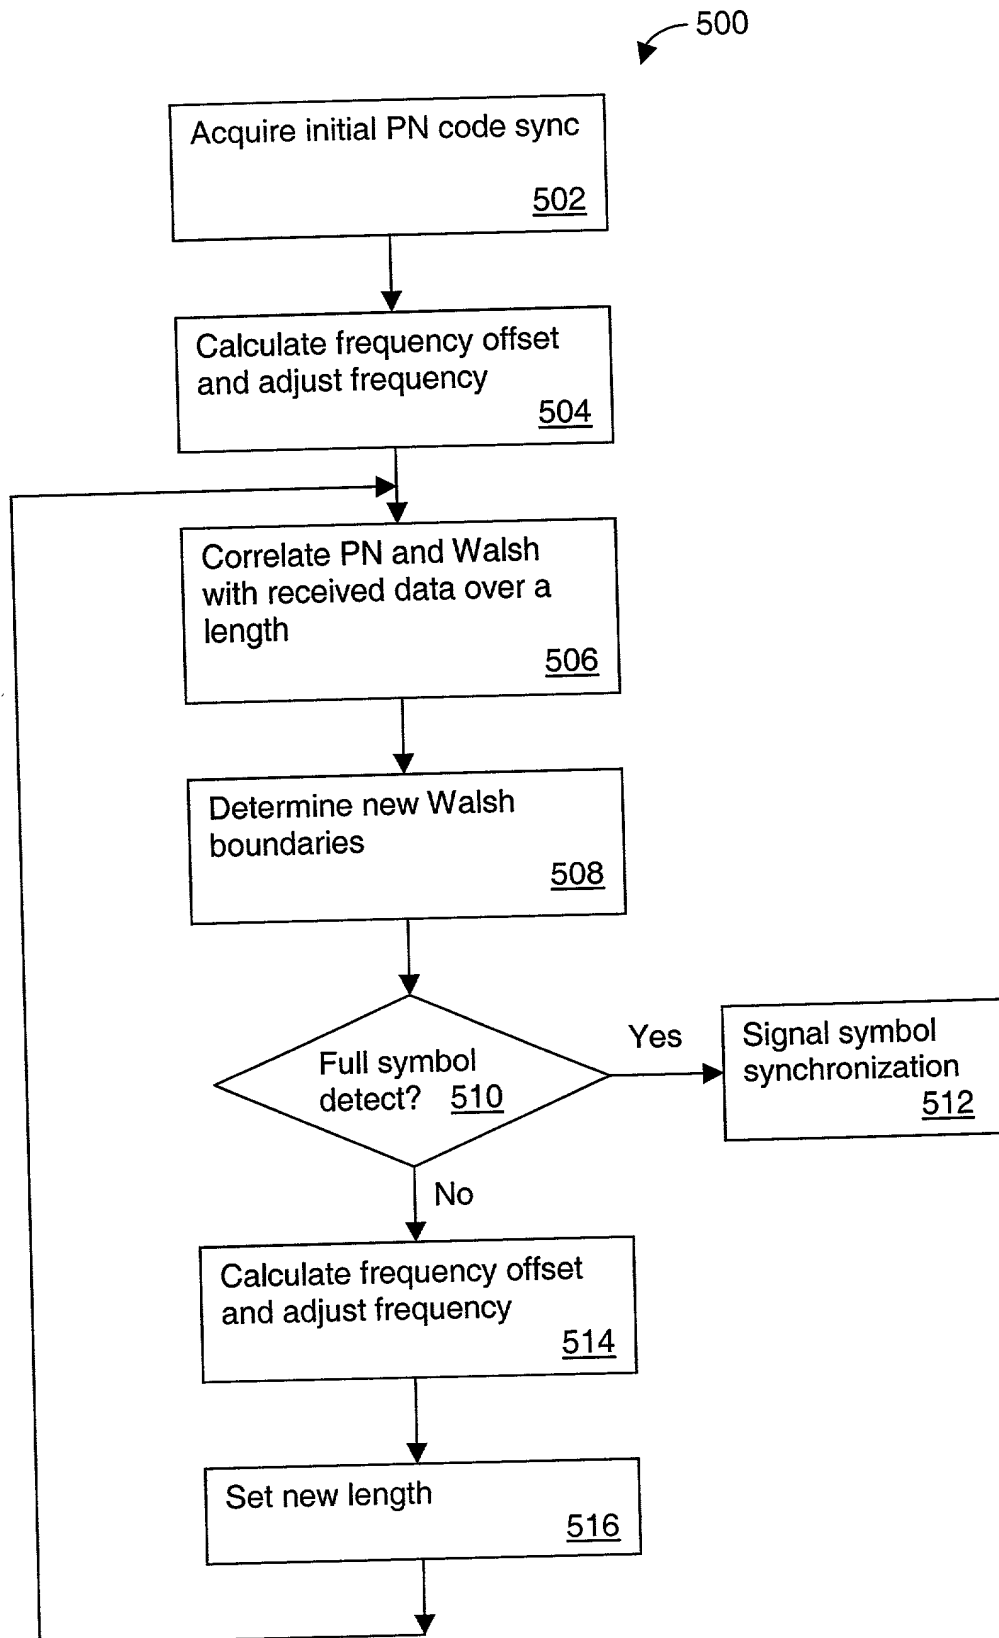 500
Acquire initial PN code sync
502
Calculate frequency offset
and adjust frequency
504
Correlate PN and Walsh
with received data over a
length
506
Determine new Walsh
boundaries
508
Full symbol
detect? 510
Yes
Signal symbol
synchronization
512
No
Calculate frequency offset
and adjust frequency
514
Set new length
516